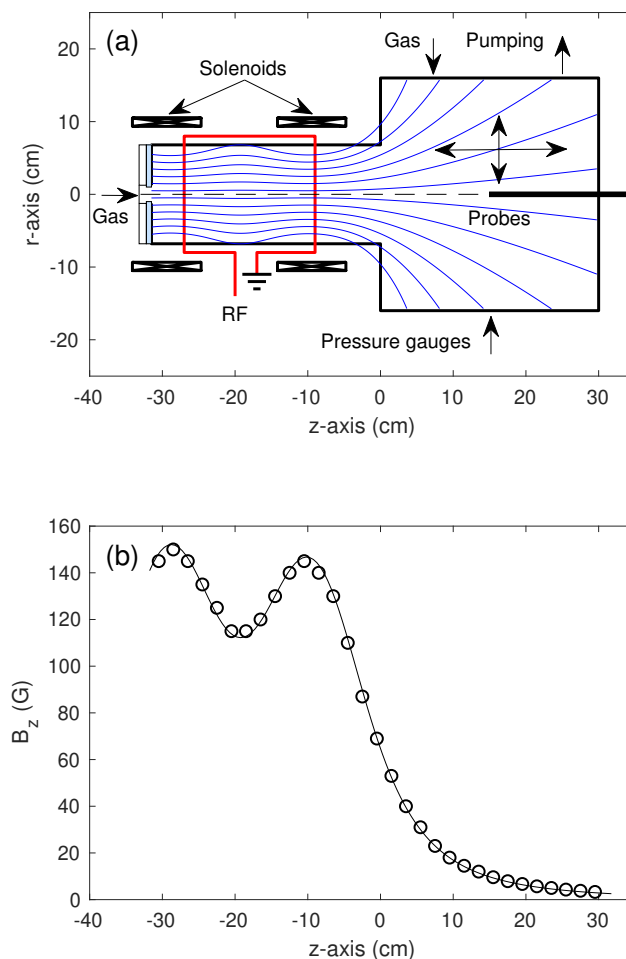 (a)
Gas
Pumping
Solenoids
Gas
Probes
RF
Pressure gauges
20
10
0
-10
-20
r-axis (cm)
-40 -30 -20 -10 0 10 20 30
z-axis (cm)
(b)
160
140
120
100
80
60
40
20
0
B_z (G)
-40 -30 -20 -10 0 10 20 30
z-axis (cm)